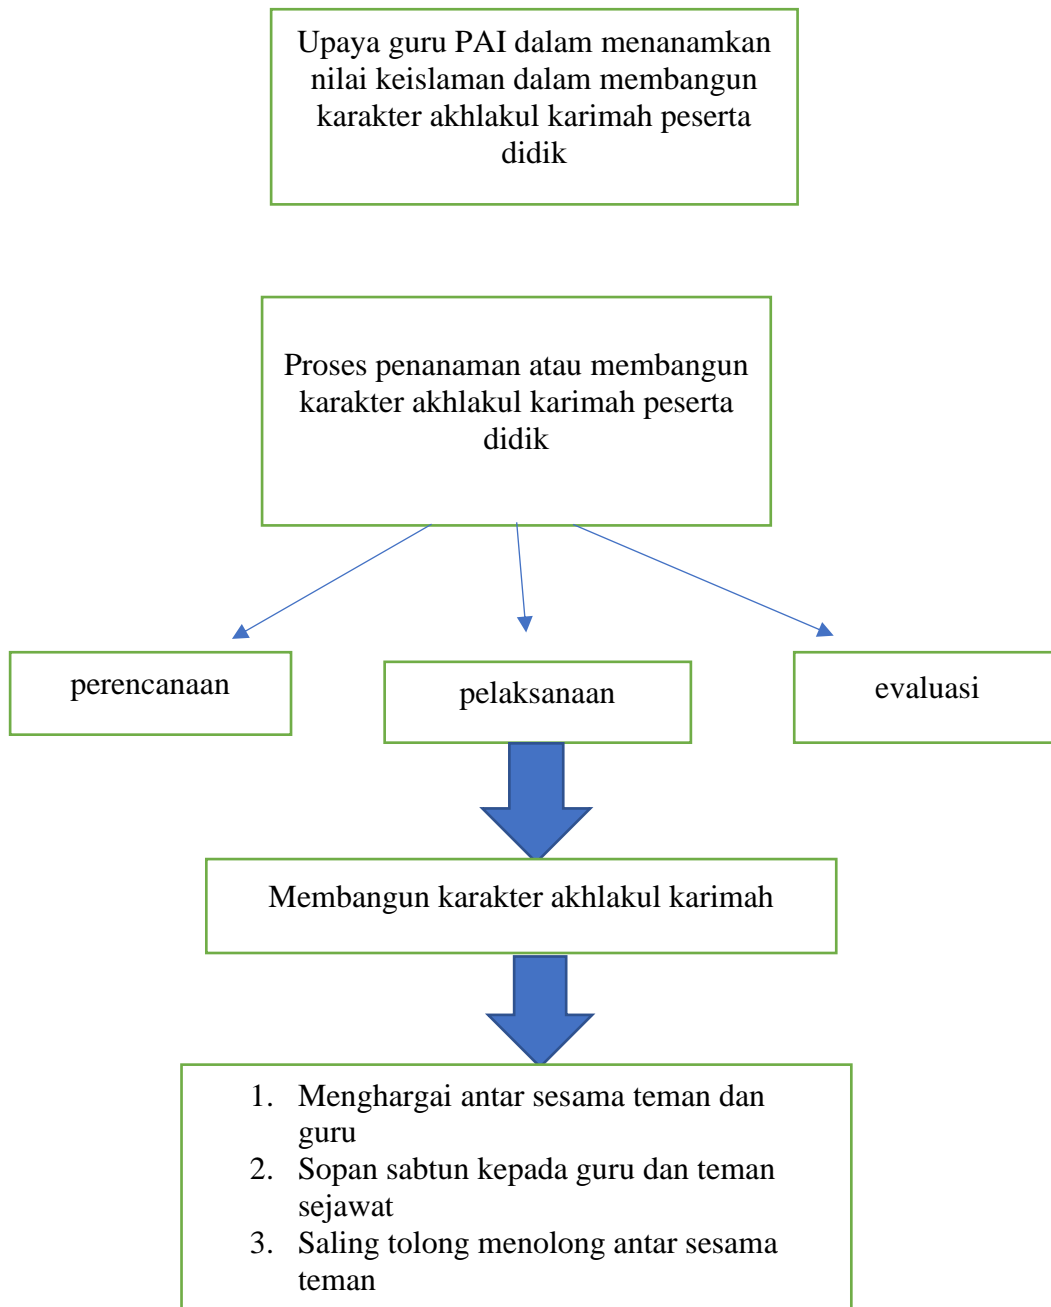 Upaya guru PAI dalam menanamkan
nilai keislaman dalam membangun
karakter akhlakul karimah peserta
didik
Proses penanaman atau membangun
karakter akhlakul karimah peserta
didik
perencanaan
pelaksanaan
evaluasi
Membangun karakter akhlakul karimah
1. Menghargai antar sesama teman dan
guru
2. Sopan sabtun kepada guru dan teman
sejawat
3. Saling tolong menolong antar sesama
teman